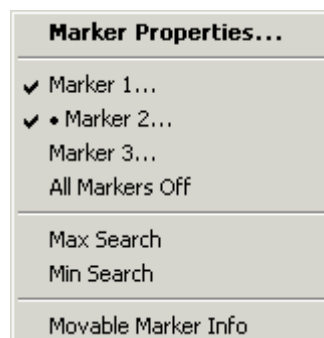 Marker Properties...
✔ Marker 1...
✔ • Marker 2...
Marker 3...
All Markers Off
Max Search
Min Search
Movable Marker Info